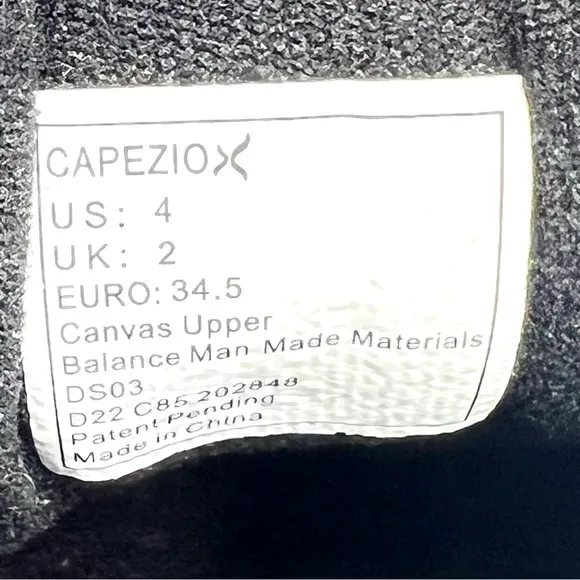 CAPEZIO
US: 4
UK: 2
EURO: 34.5
Canvas Upper
Balance Man Made Materials
DS03
D22 C85 202848
Patent Pending
Made in China